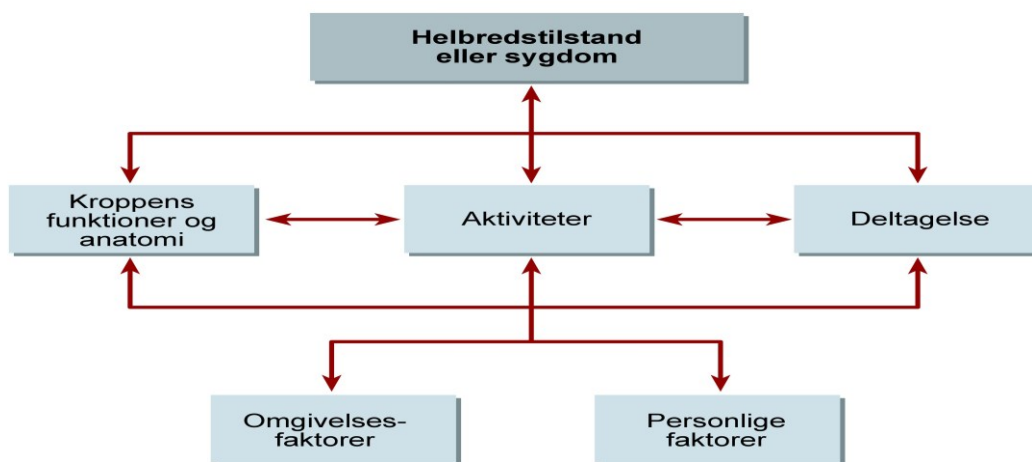 Helbredstilstand
eller sygdom
Kroppens
funktioner og
anatomi
Aktiviteter
Deltagelse
Omgivelses-
faktorer
Personlige
faktorer